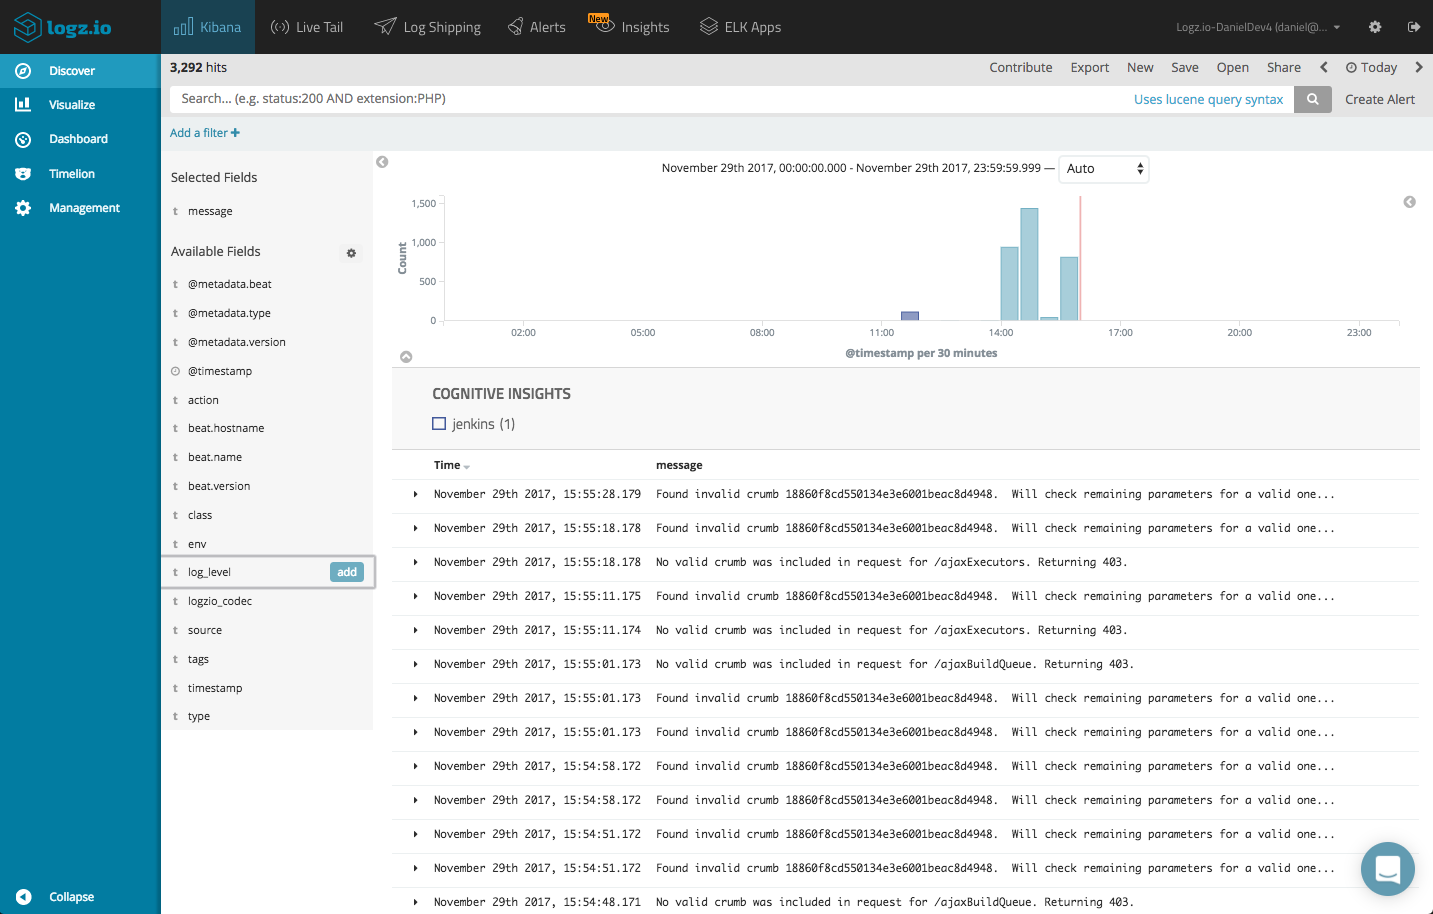 logz.io
Kibana
Live Tail
Log Shipping
Alerts
New
Insights
ELK Apps
Logz.io-DanielDev4 (daniel@...
Discover
Visualize
Dashboard
Timelion
Management
Collapse
3,292 hits
Contribute Export New Save Open Share Today
Search... (e.g. status:200 AND extension:PHP)
Uses lucene query syntax
Create Alert
Add a filter +
Selected Fields
t message
Available Fields
t @metadata.beat
t @metadata.type
t @metadata.version
@timestamp
t action
t beat.hostname
t beat.name
t beat.version
t class
t env
t log_level add
t logzio_codec
t source
t tags
t timestamp
t type
November 29th 2017, 00:00:00.000 - November 29th 2017, 23:59:59.999 — Auto
Count
1,500
1,000
500
0
02:00 05:00 08:00 11:00 14:00 17:00 20:00 23:00
@timestamp per 30 minutes
COGNITIVE INSIGHTS
jenkins (1)
Time message
November 29th 2017, 15:55:28.179 Found invalid crumb 18860f8cd550134e3e6001beac8d4948. Will check remaining parameters for a valid one...
November 29th 2017, 15:55:18.178 Found invalid crumb 18860f8cd550134e3e6001beac8d4948. Will check remaining parameters for a valid one...
November 29th 2017, 15:55:18.178 No valid crumb was included in request for /ajaxExecutors. Returning 403.
November 29th 2017, 15:55:11.175 Found invalid crumb 18860f8cd550134e3e6001beac8d4948. Will check remaining parameters for a valid one...
November 29th 2017, 15:55:11.174 No valid crumb was included in request for /ajaxExecutors. Returning 403.
November 29th 2017, 15:55:01.173 No valid crumb was included in request for /ajaxBuildQueue. Returning 403.
November 29th 2017, 15:55:01.173 Found invalid crumb 18860f8cd550134e3e6001beac8d4948. Will check remaining parameters for a valid one...
November 29th 2017, 15:55:01.173 Found invalid crumb 18860f8cd550134e3e6001beac8d4948. Will check remaining parameters for a valid one...
November 29th 2017, 15:54:58.172 Found invalid crumb 18860f8cd550134e3e6001beac8d4948. Will check remaining parameters for a valid one...
November 29th 2017, 15:54:58.172 Found invalid crumb 18860f8cd550134e3e6001beac8d4948. Will check remaining parameters for a valid one...
November 29th 2017, 15:54:51.172 Found invalid crumb 18860f8cd550134e3e6001beac8d4948. Will check remaining parameters for a valid one...
November 29th 2017, 15:54:51.172 Found invalid crumb 18860f8cd550134e3e6001beac8d4948. Will check remaining parameters for a valid one...
November 29th 2017, 15:54:48.171 No valid crumb was included in request for /ajaxBuildQueue. Returning 403.